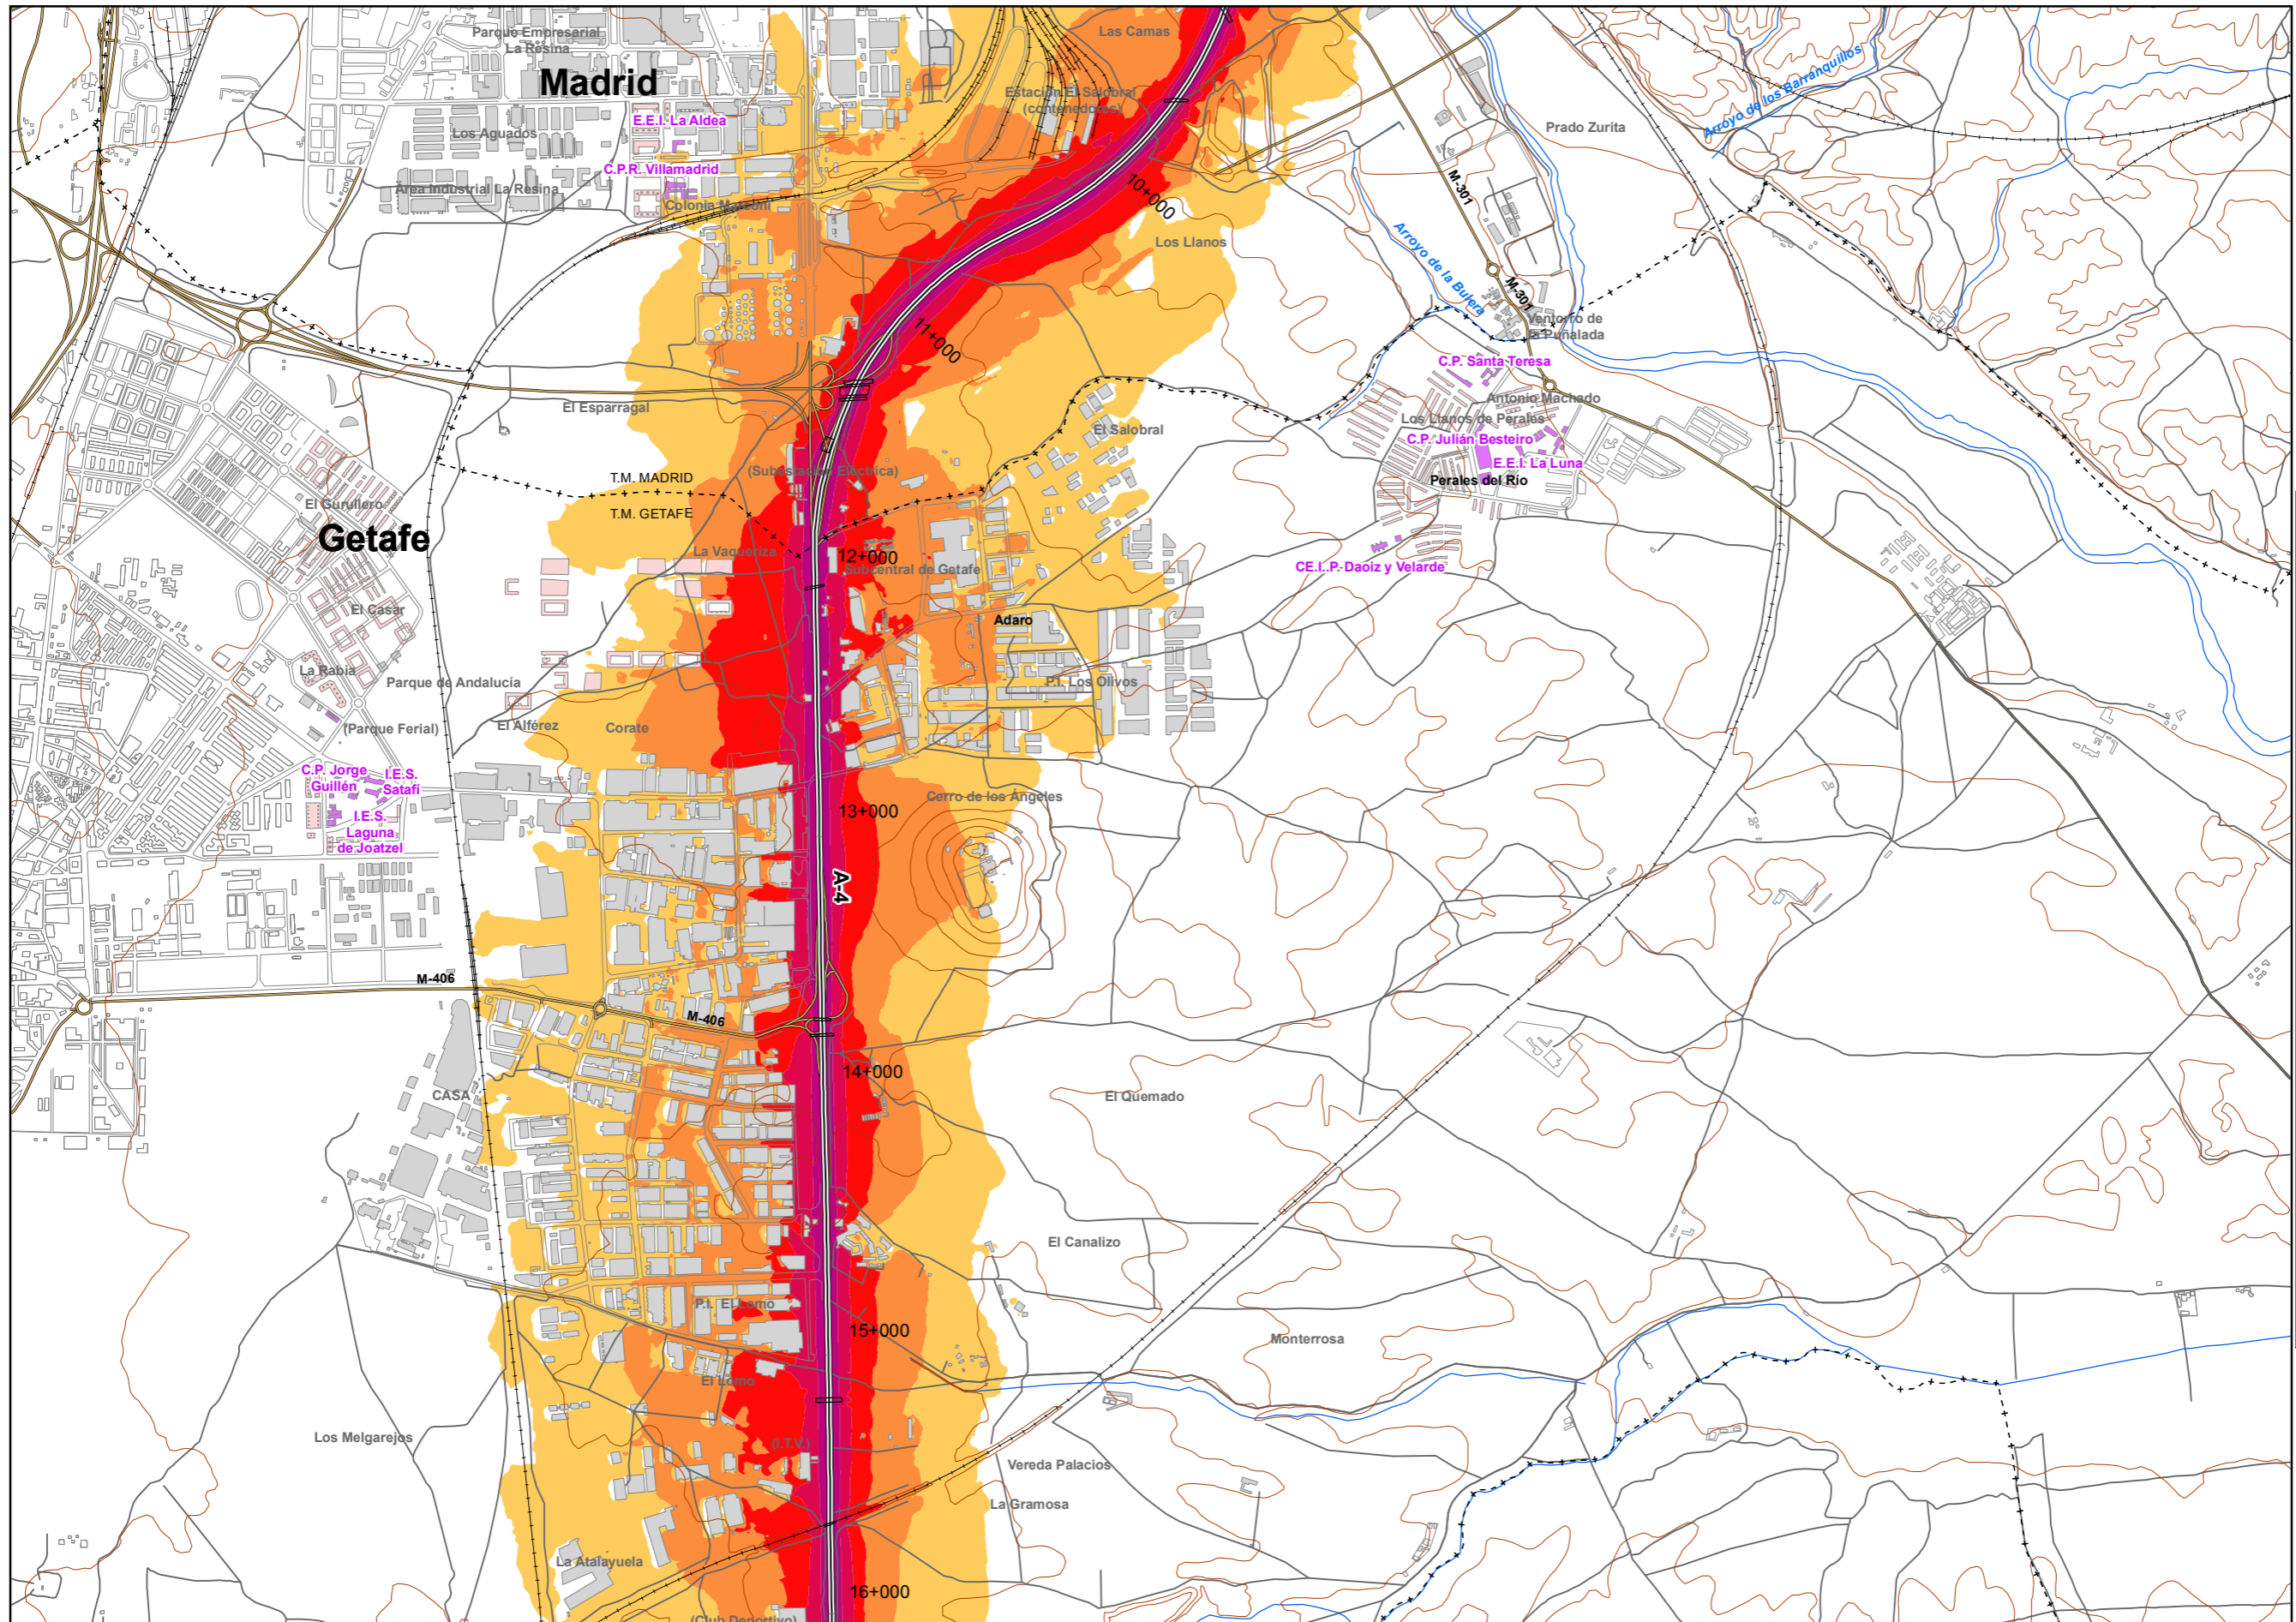 Parque Empresarial
La Resina
Las Camas
Madrid
Estación El Salobral
(contenedores)
E.E.I. La Aldea
Los Aguados
Prado Zurita
Arroyo de los Barranquillos
C.P.R. Villamadrid
Área Industrial La Resina
Colonia Marconi
M-301
10+000
Los Llanos
Arroyo de la Bulera
M-301
Ventorro de
la Puñalada
11+000
C.P. Santa Teresa
Antonio Machado
El Esparragal
Los Llanos de Perales
El Salobral
C.P. Julián Besteiro
E.E.I. La Luna
(Subestación Eléctrica)
T.M. MADRID
Perales del Río
El Gurullero
T.M. GETAFE
Getafe
La Vaqueriza
12+000
Subcentral de Getafe
CE.I..P. Daoiz y Velarde
El Casar
Adaro
La Rabia
Parque de Andalucía
P.I. Los Olivos
El Alférez
Corate
(Parque Ferial)
C.P. Jorge
Guillén
I.E.S.
Satafi
Cerro de los Ángeles
13+000
I.E.S.
Laguna
de Joatzel
A-4
M-406
M-406
14+000
CASA
El Quemado
El Canalizo
P.I. El Lomo
15+000
Monterrosa
El Lomo
Los Melgarejos
(I.T.V.)
Vereda Palacios
La Gramosa
La Atalayuela
16+000
(Club Deportivo)